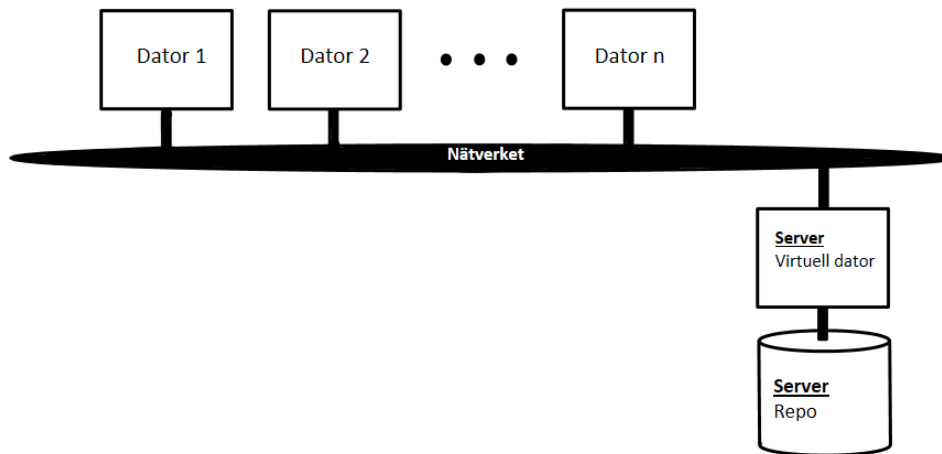 Dator 1
Dator 2
Dator n
Nätverket
Server
Virtuell dator
Server
Repo